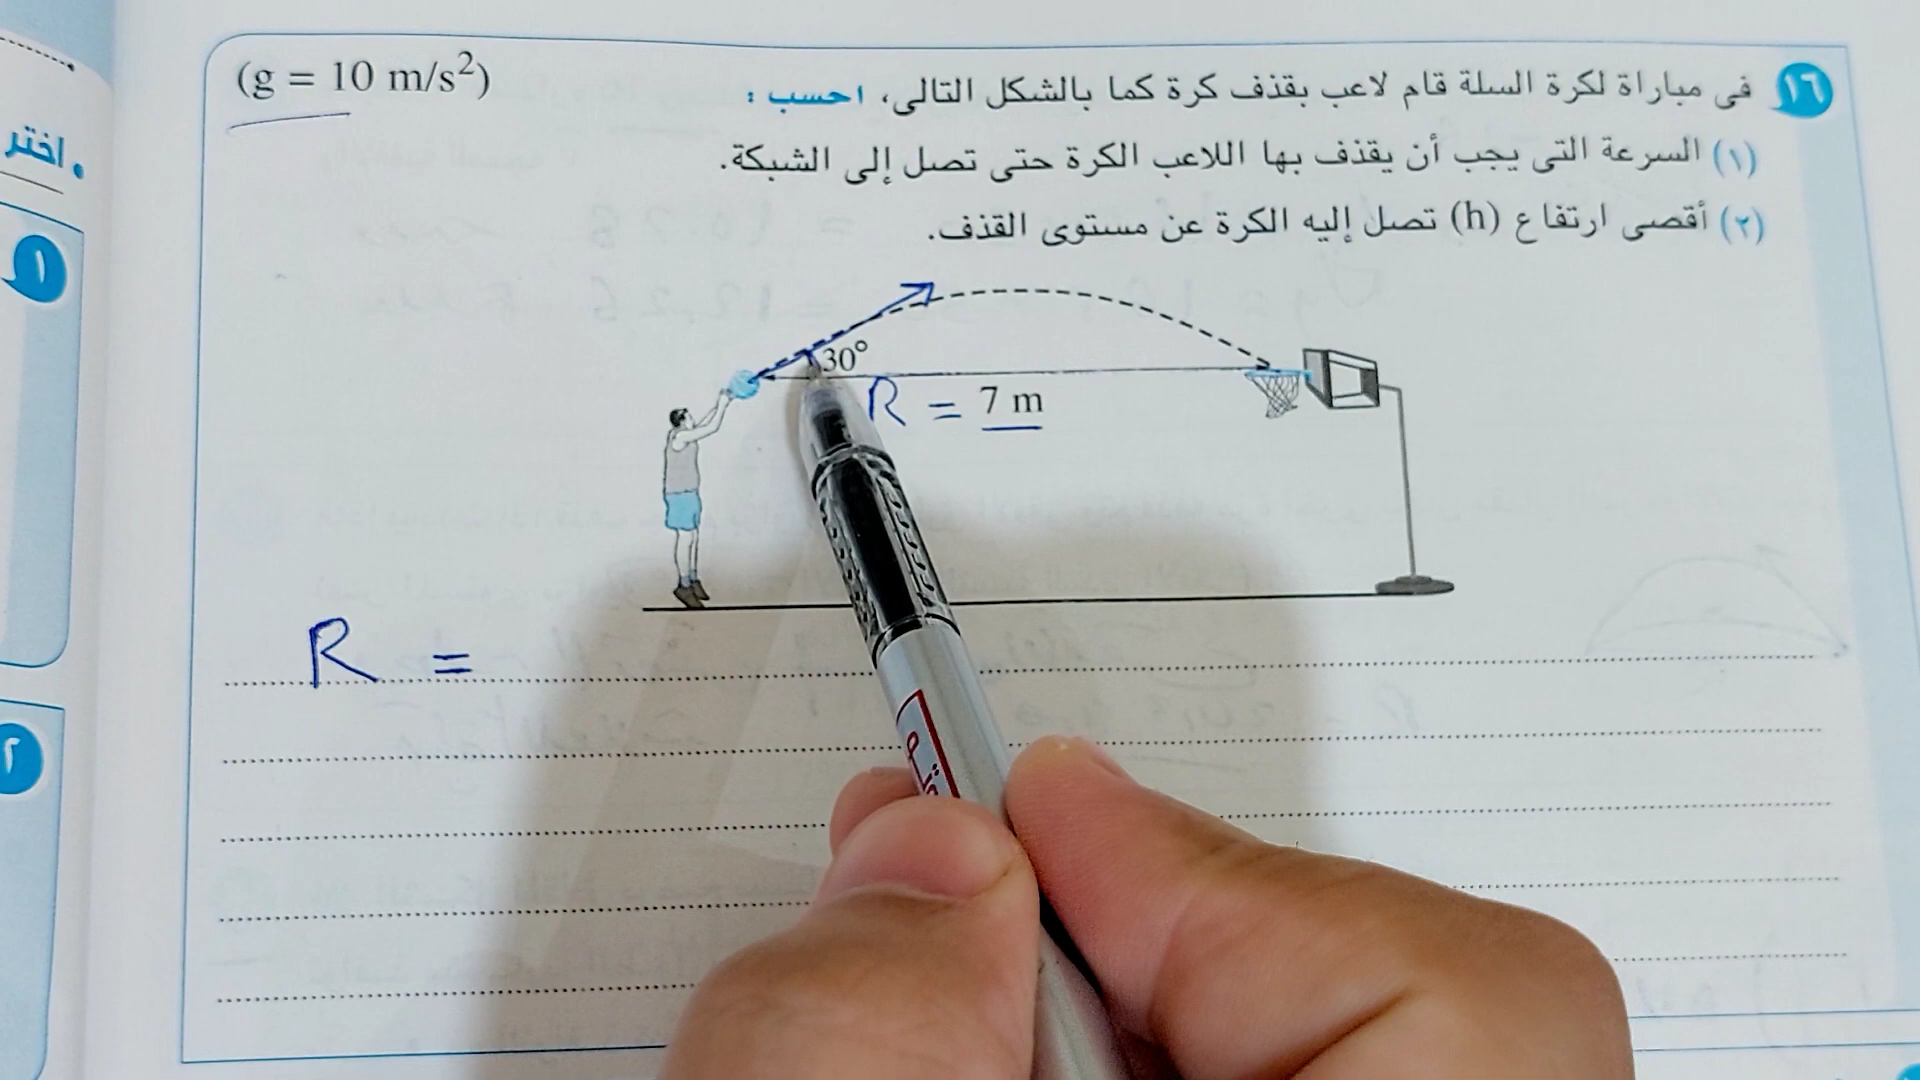 (g = 10 m/s²)
١٦ فى مباراة لكرة السلة قام لاعب بقذف كرة كما بالشكل التالى، احسب :
(١) السرعة التى يجب أن يقذف بها اللاعب الكرة حتى تصل إلى الشبكة.
(٢) أقصى ارتفاع (h) تصل إليه الكرة عن مستوى القذف.
30°
R = 7 m
R =
• اختر
١
٢